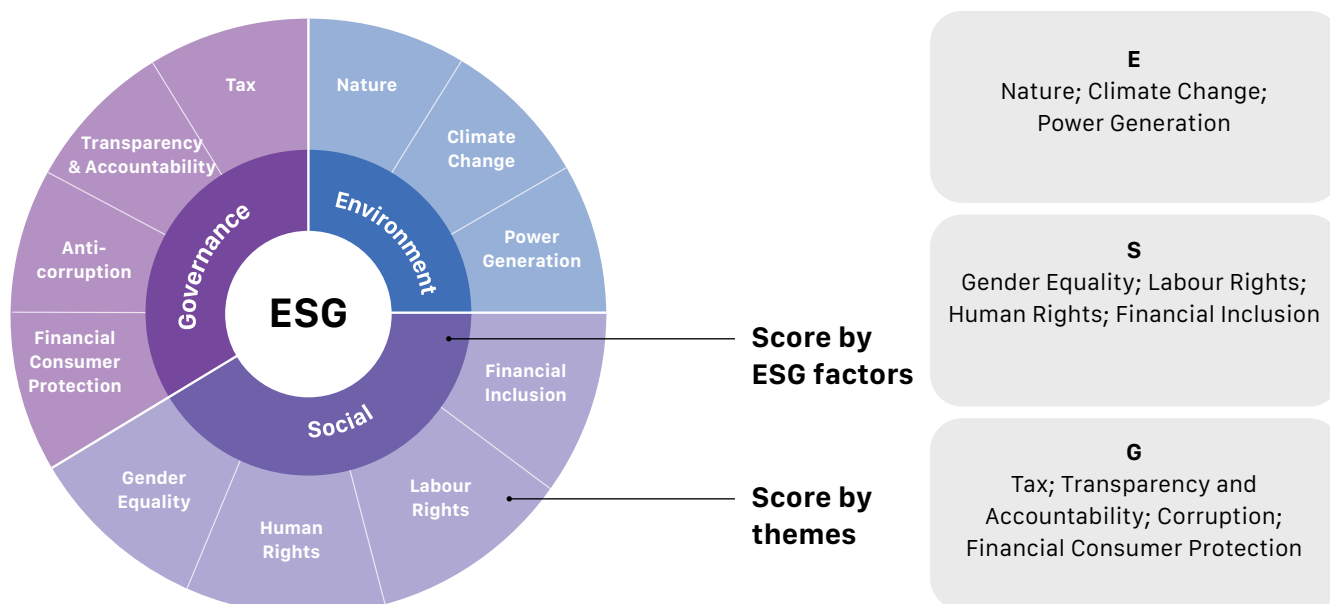 Tax
Nature
Transparency
& Accountability
Climate
Change
Anti-
corruption
Power
Generation
Financial
Consumer
Protection
Financial
Inclusion
Gender
Equality
Human
Rights
Labour
Rights
Governance
Environment
Social
ESG
Score by
ESG factors
Score by
themes
E
Nature; Climate Change;
Power Generation
S
Gender Equality; Labour Rights;
Human Rights; Financial Inclusion
G
Tax; Transparency and
Accountability; Corruption;
Financial Consumer Protection